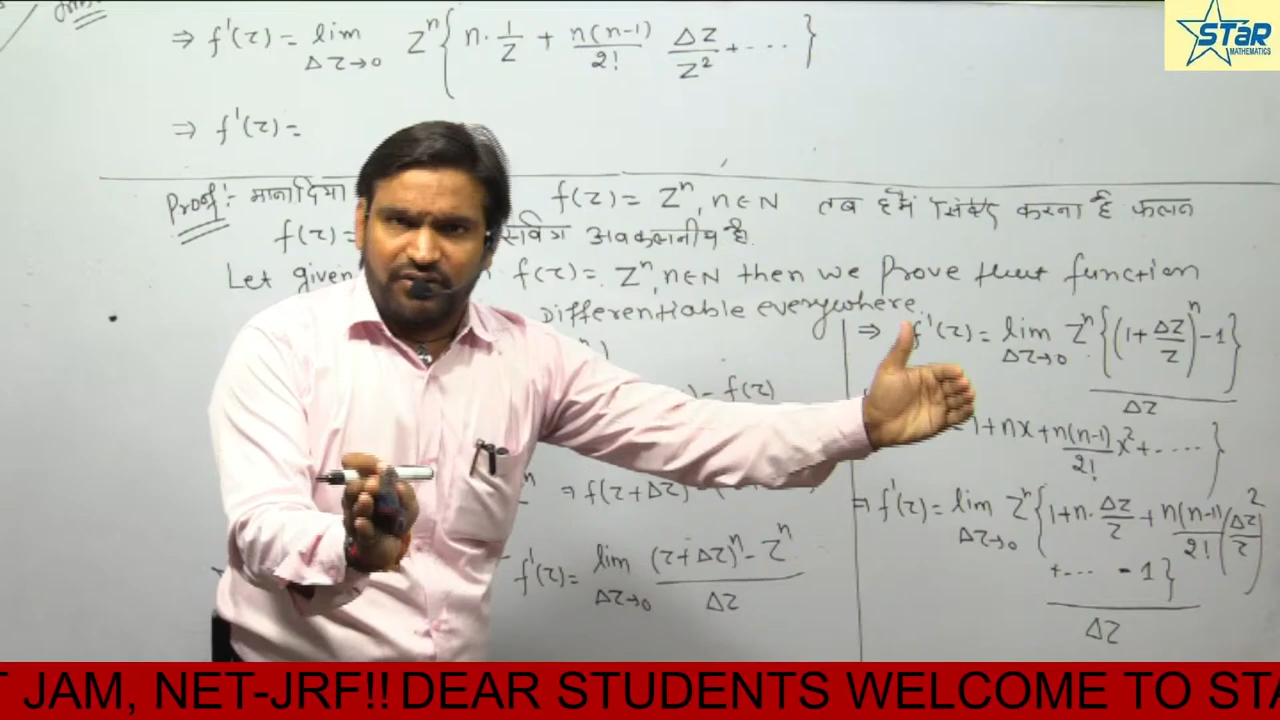 ⇒ f'(z) = lim Δz→0 z^n { n · 1/z + n(n-1)/2! Δz/z² + ... }
⇒ f'(z) =
Proof:- मानादिया f(z) = z^n, n∈N तब हमें सिद्ध करना है फलन
f(z) = सर्वत्र अवकलनीय है.
Let given f(z) = z^n, n∈N then we prove that function
Differentiable everywhere.
- f(z)
⇒ f(z+Δz)
f'(z) = lim Δz→0 ((z+Δz)^n - z^n)/Δz
⇒ f'(z) = lim Δz→0 z^n { (1 + Δz/z)^n - 1 } / Δz
1 + nx + n(n-1)/2! x² + .... }
⇒ f'(z) = lim Δz→0 z^n { 1 + n · Δz/z + n(n-1)/2! (Δz/z)²
+ ... - 1 } / Δz
STAR
MATHEMATICS
T JAM, NET-JRF!! DEAR STUDENTS WELCOME TO STA